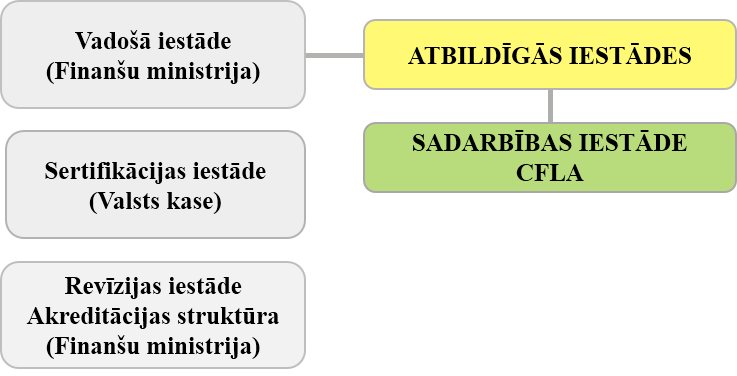 Vadošā iestāde
(Finanšu ministrija)
ATBILDĪGĀS IESTĀDES
SADARBĪBAS IESTĀDE
CFLA
Sertifikācijas iestāde
(Valsts kase)
Revīzijas iestāde
Akreditācijas struktūra
(Finanšu ministrija)